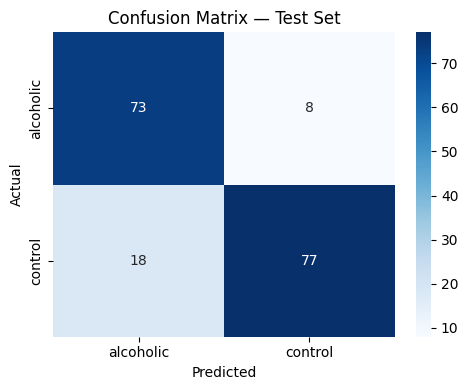 Confusion Matrix — Test Set
Actual
alcoholic
control
73
8
18
77
alcoholic
control
Predicted
70
60
50
40
30
20
10